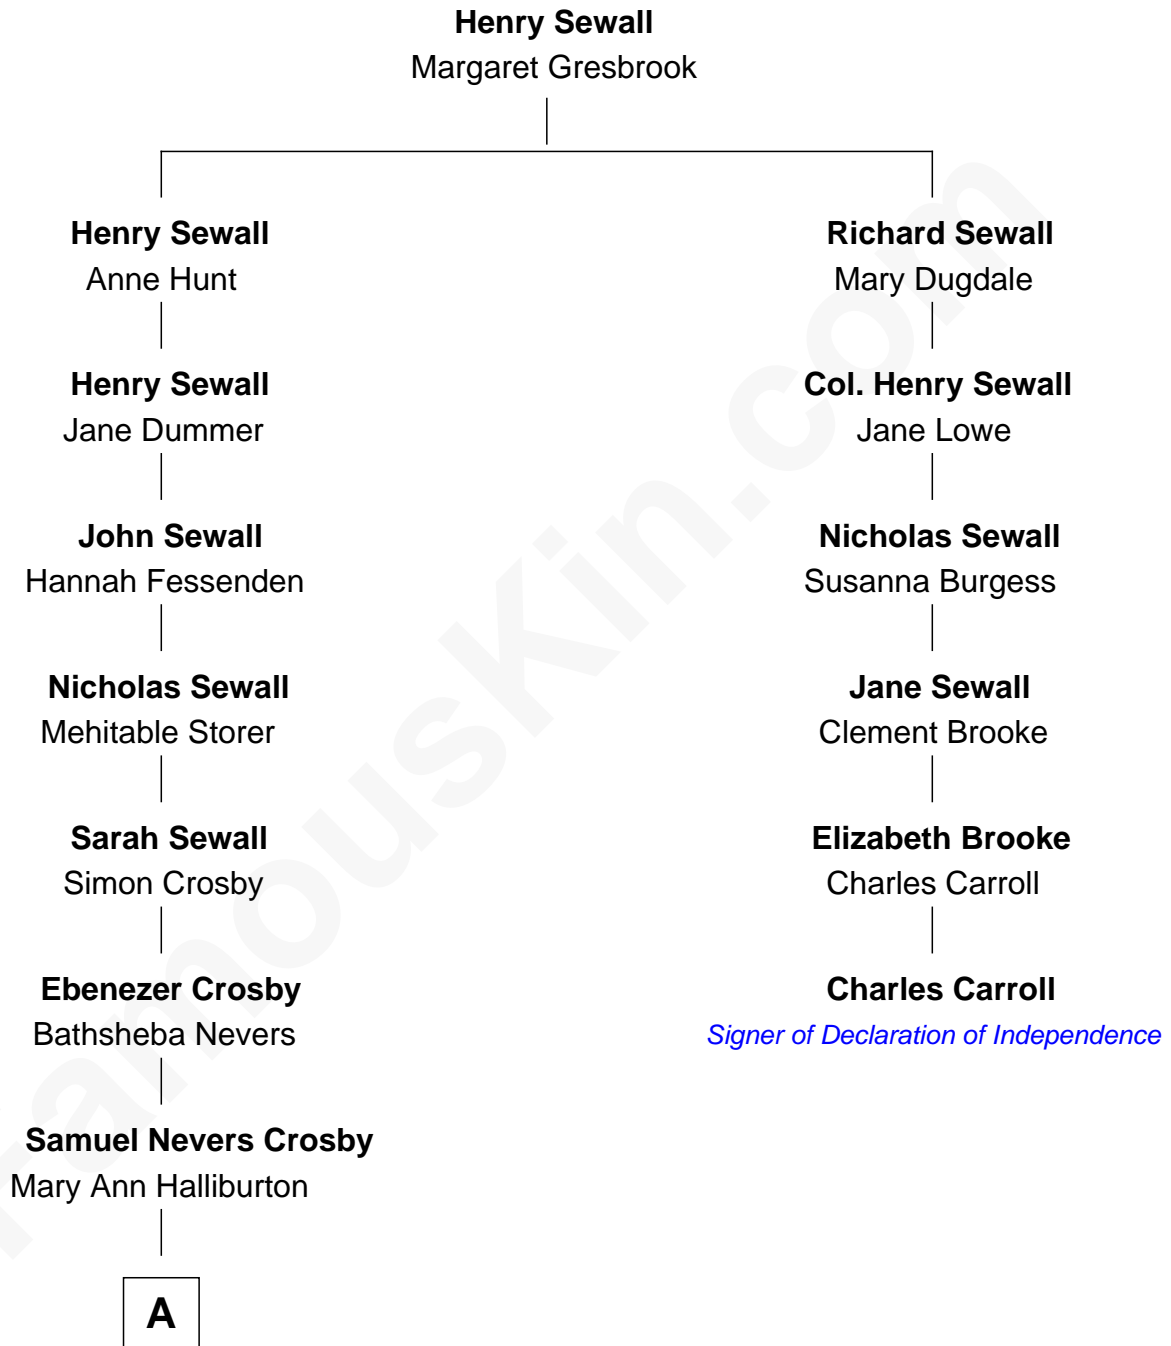 Henry Sewall
Margaret Gresbrook
Henry Sewall
Anne Hunt
Richard Sewall
Mary Dugdale
Henry Sewall
Jane Dummer
Col. Henry Sewall
Jane Lowe
John Sewall
Hannah Fessenden
Nicholas Sewall
Susanna Burgess
Nicholas Sewall
Mehitable Storer
Jane Sewall
Clement Brooke
Sarah Sewall
Simon Crosby
Elizabeth Brooke
Charles Carroll
Ebenezer Crosby
Bathsheba Nevers
Charles Carroll
Signer of Declaration of Independence
Samuel Nevers Crosby
Mary Ann Halliburton
A
FamousKin.com